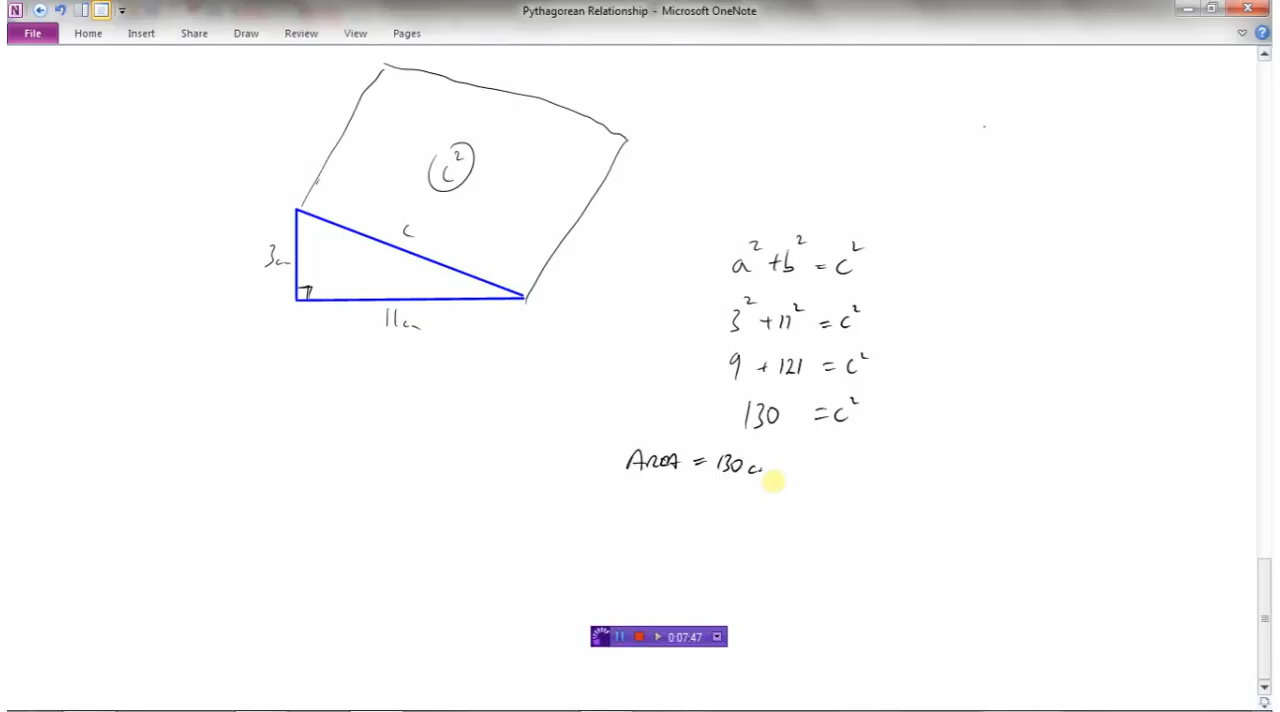 Pythagorean Relationship - Microsoft OneNote
File Home Insert Share Draw Review View Pages
c²
c
3cm
11cm
a² + b² = c²
3² + 11² = c²
9 + 121 = c²
130 = c²
AREA = 130 c
0:07:47